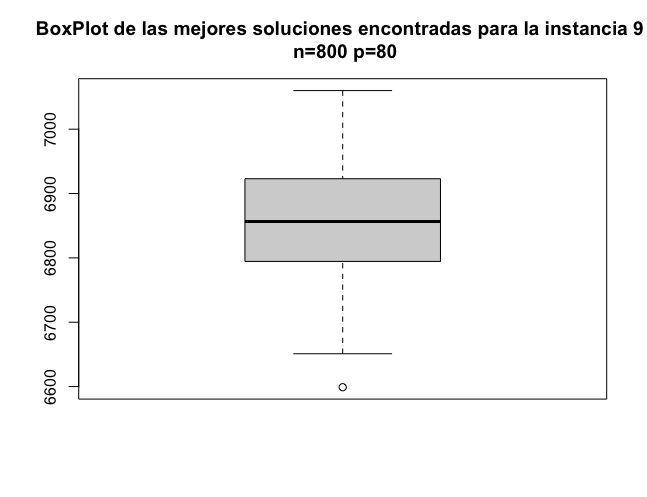 BoxPlot de las mejores soluciones encontradas para la instancia 9
n=800 p=80
7000
6900
6800
6700
6600